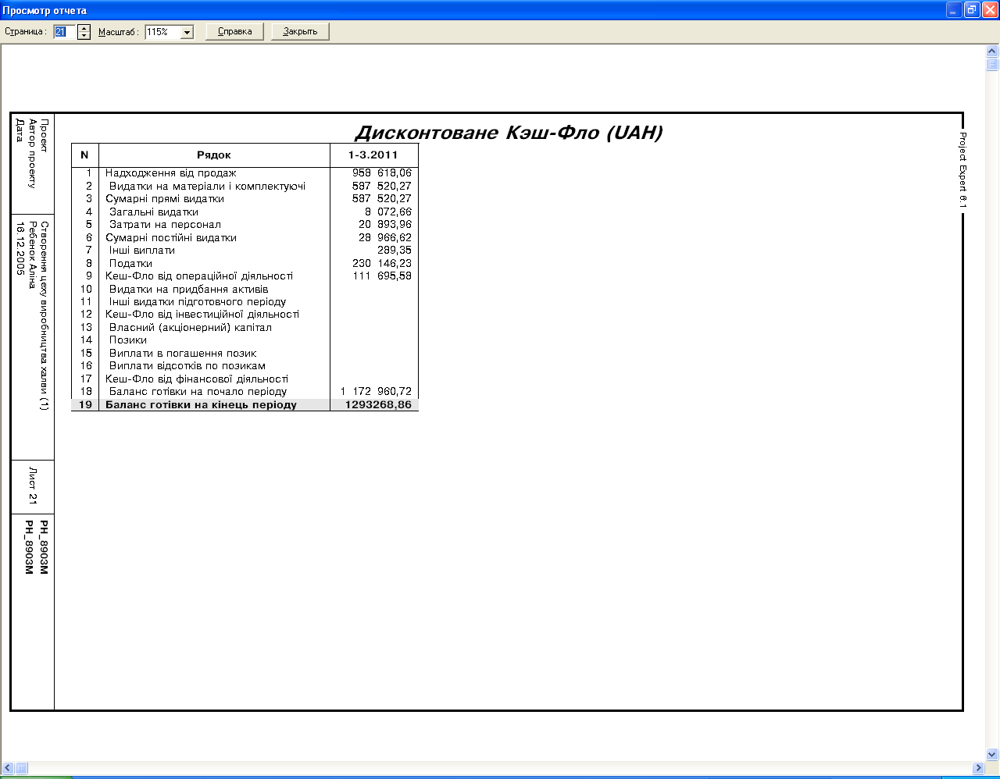 Просмотр отчета
Страница : 21 Масштаб : 115% Справка Закрыть
Проект
Автор проекту
Дата
Створення цеху виробництва халви (1)
Ребенок Аліна
16.12.2005
Лист 21
РН_8903М
РН_8903М
Project Expert 6.1
Дисконтоване Кэш-Фло (UAH)
N Рядок 1-3.2011
1 Надходження від продаж 958 618,06
2 Видатки на матеріали і комплектуючі 587 520,27
3 Сумарні прямі видатки 587 520,27
4 Загальні видатки 8 072,66
5 Затрати на персонал 20 893,96
6 Сумарні постійні видатки 28 966,62
7 Інші виплати 289,35
8 Податки 230 146,23
9 Кеш-Фло від операційної діяльності 111 695,58
10 Видатки на придбання активів
11 Інші видатки підготовчого періоду
12 Кеш-Фло від інвестиційної діяльності
13 Власний (акціонерний) капітал
14 Позики
15 Виплати в погашення позик
16 Виплати відсотків по позикам
17 Кеш-Фло від фінансової діяльності
18 Баланс готівки на почало періоду 1 172 960,72
19 Баланс готівки на кінець періоду 1293268,86